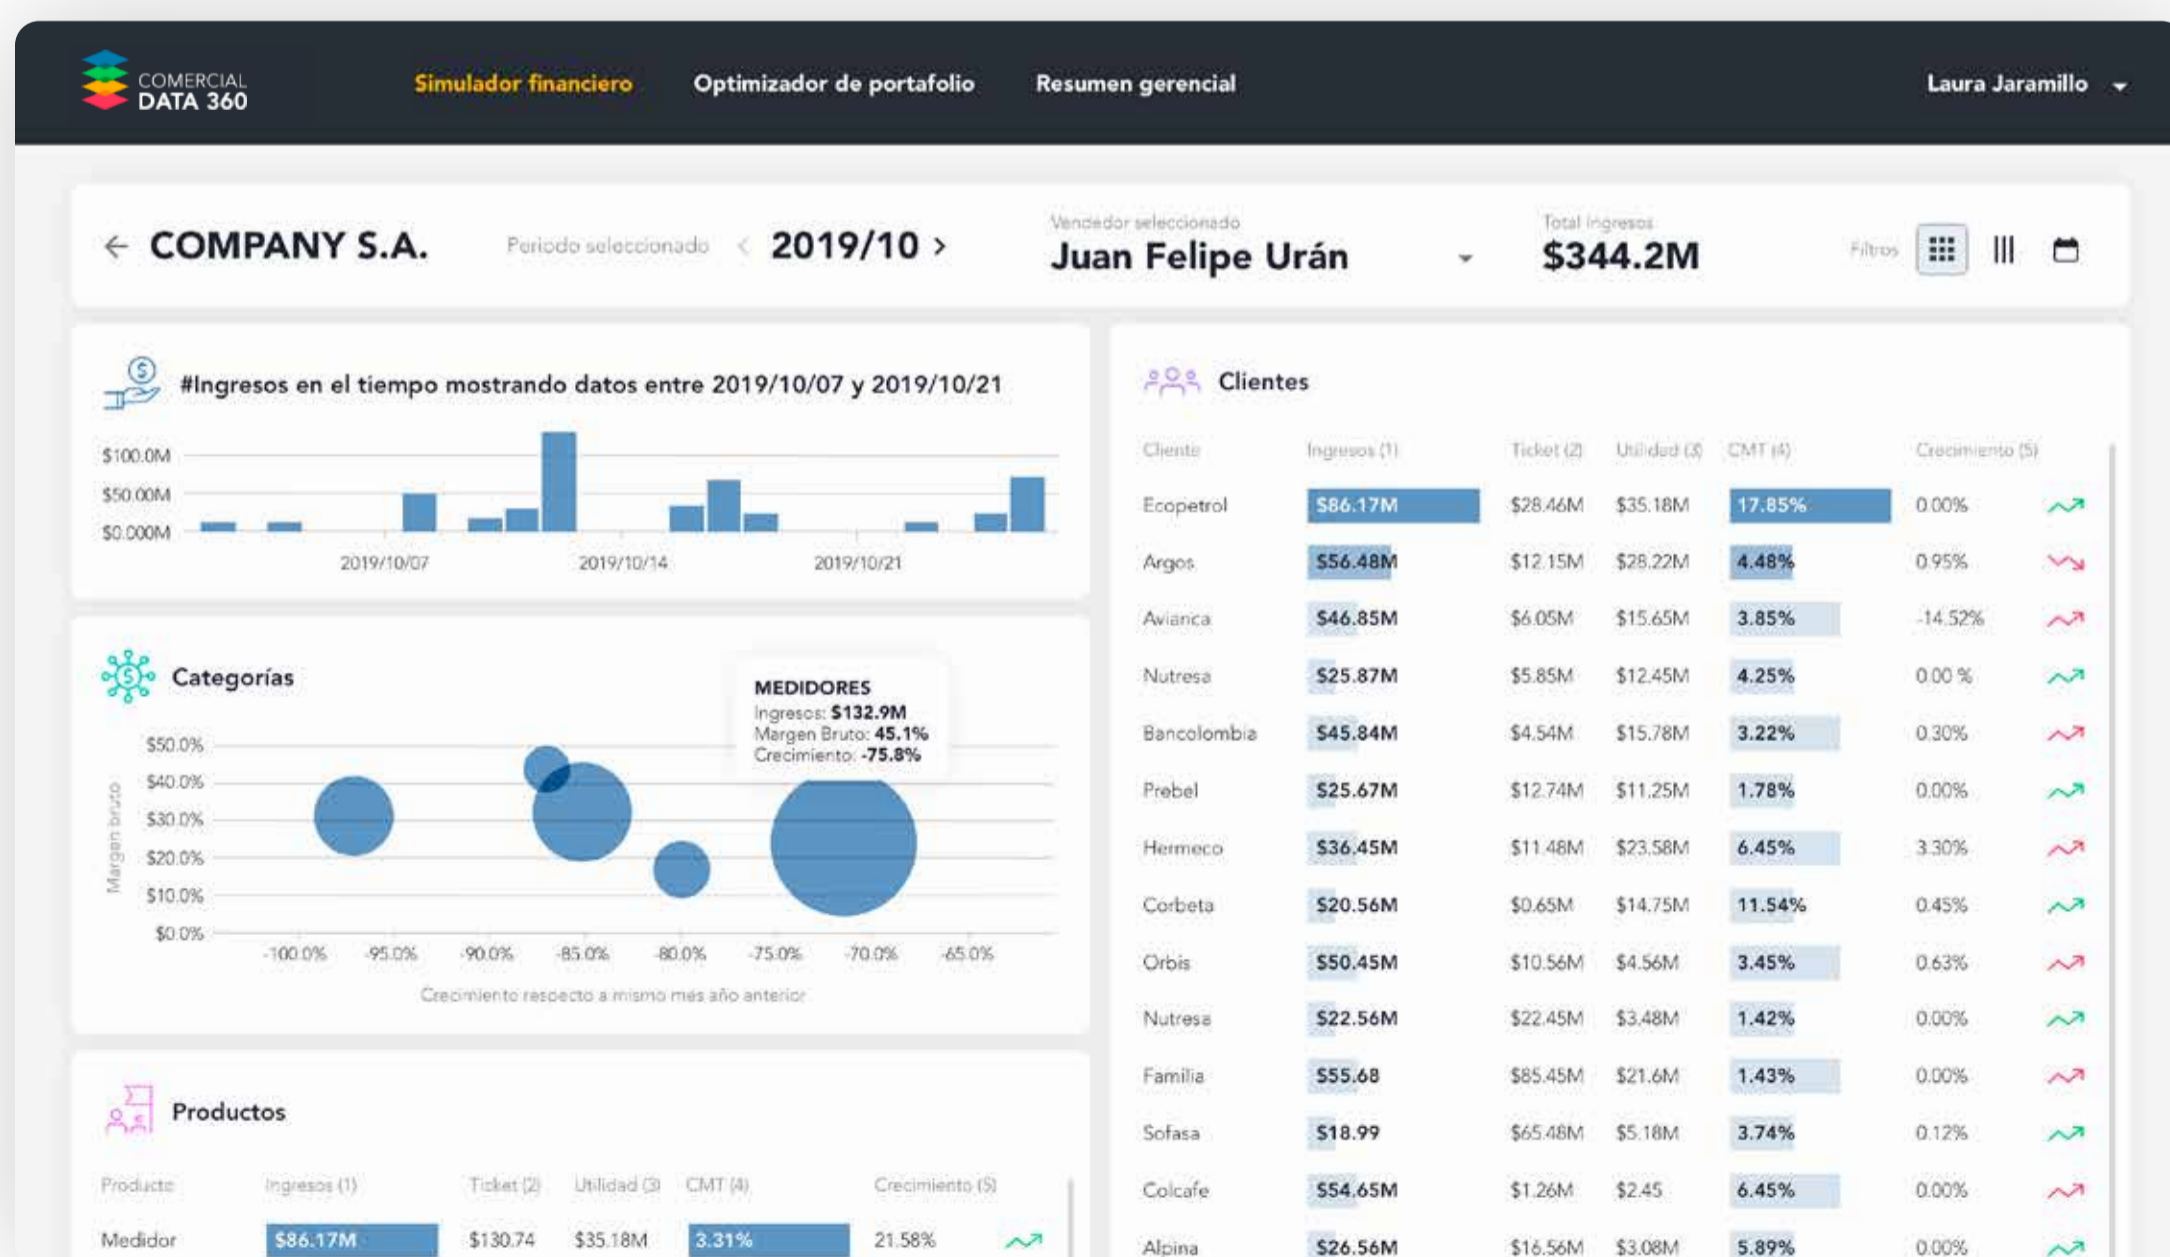 COMERCIAL
DATA 360
Simulador financiero
Optimizador de portafolio
Resumen gerencial
Laura Jaramillo
COMPANY S.A.
Periodo seleccionado
2019/10
Vendedor seleccionado
Juan Felipe Urán
Total Ingresos
$344.2M
Filtros
#Ingresos en el tiempo mostrando datos entre 2019/10/07 y 2019/10/21
$100.0M
$50.00M
$0.000M
2019/10/07 2019/10/14 2019/10/21
Categorías
MEDIDORES
Ingresos: $132.9M
Margen Bruto: 45.1%
Crecimiento: -75.8%
Margen bruto
$50.0%
$40.0%
$30.0%
$20.0%
$10.0%
$0.0%
-100.0% -95.0% -90.0% -85.0% -80.0% -75.0% -70.0% -65.0%
Crecimiento respecto a mismo mes año anterior
Productos
Producto Ingresos (1) Ticket (2) Utilidad (3) CMT (4) Crecimiento (5)
Medidor $86.17M $130.74 $35.18M 3.31% 21.58%
Clientes
Cliente Ingresos (1) Ticket (2) Utilidad (3) CMT (4) Crecimiento (5)
Ecopetrol $86.17M $28.46M $35.18M 17.85% 0.00%
Argos $56.48M $12.15M $28.22M 4.48% 0.95%
Avianca $46.85M $6.05M $15.65M 3.85% -14.52%
Nutresa $25.87M $5.85M $12.45M 4.25% 0.00 %
Bancolombia $45.84M $4.54M $15.78M 3.22% 0.30%
Prebel $25.67M $12.74M $11.25M 1.78% 0.00%
Hermeco $36.45M $11.48M $23.58M 6.45% 3.30%
Corbeta $20.56M $0.65M $14.75M 11.54% 0.45%
Orbis $50.45M $10.56M $4.56M 3.45% 0.63%
Nutresa $22.56M $22.45M $3.48M 1.42% 0.00%
Familia $55.68 $85.45M $21.6M 1.43% 0.00%
Sofasa $18.99 $65.48M $5.18M 3.74% 0.12%
Colcafe $54.65M $1.26M $2.45 6.45% 0.00%
Alpina $26.56M $16.56M $3.08M 5.89% 0.00%